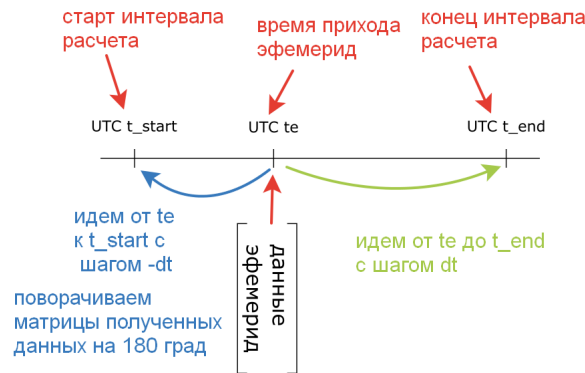 старт интервала
расчета
время прихода
эфемерид
конец интервала
расчета
UTC t_start
UTC te
UTC t_end
идем от te
к t_start с
шагом -dt
поворачиваем
матрицы полученных
данных на 180 град
данные
эфемерид
идем от te до t_end
с шагом dt